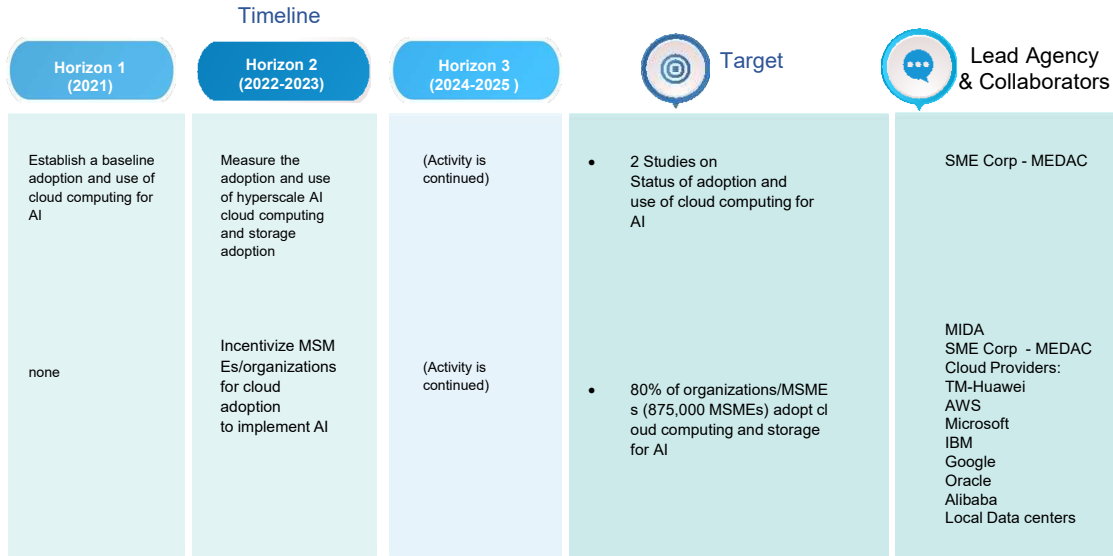 Timeline
Horizon 1
(2021)
Horizon 2
(2022-2023)
Horizon 3
(2024-2025 )
Target
Lead Agency
& Collaborators
Establish a baseline
adoption and use of
cloud computing for
AI
Measure the
adoption and use
of hyperscale AI
cloud computing
and storage
adoption
(Activity is
continued)
• 2 Studies on
Status of adoption and
use of cloud computing for
AI
SME Corp - MEDAC
none
Incentivize MSM
Es/organizations
for cloud
adoption
to implement AI
(Activity is
continued)
• 80% of organizations/MSME
s (875,000 MSMEs) adopt cl
oud computing and storage
for AI
MIDA
SME Corp - MEDAC
Cloud Providers:
TM-Huawei
AWS
Microsoft
IBM
Google
Oracle
Alibaba
Local Data centers